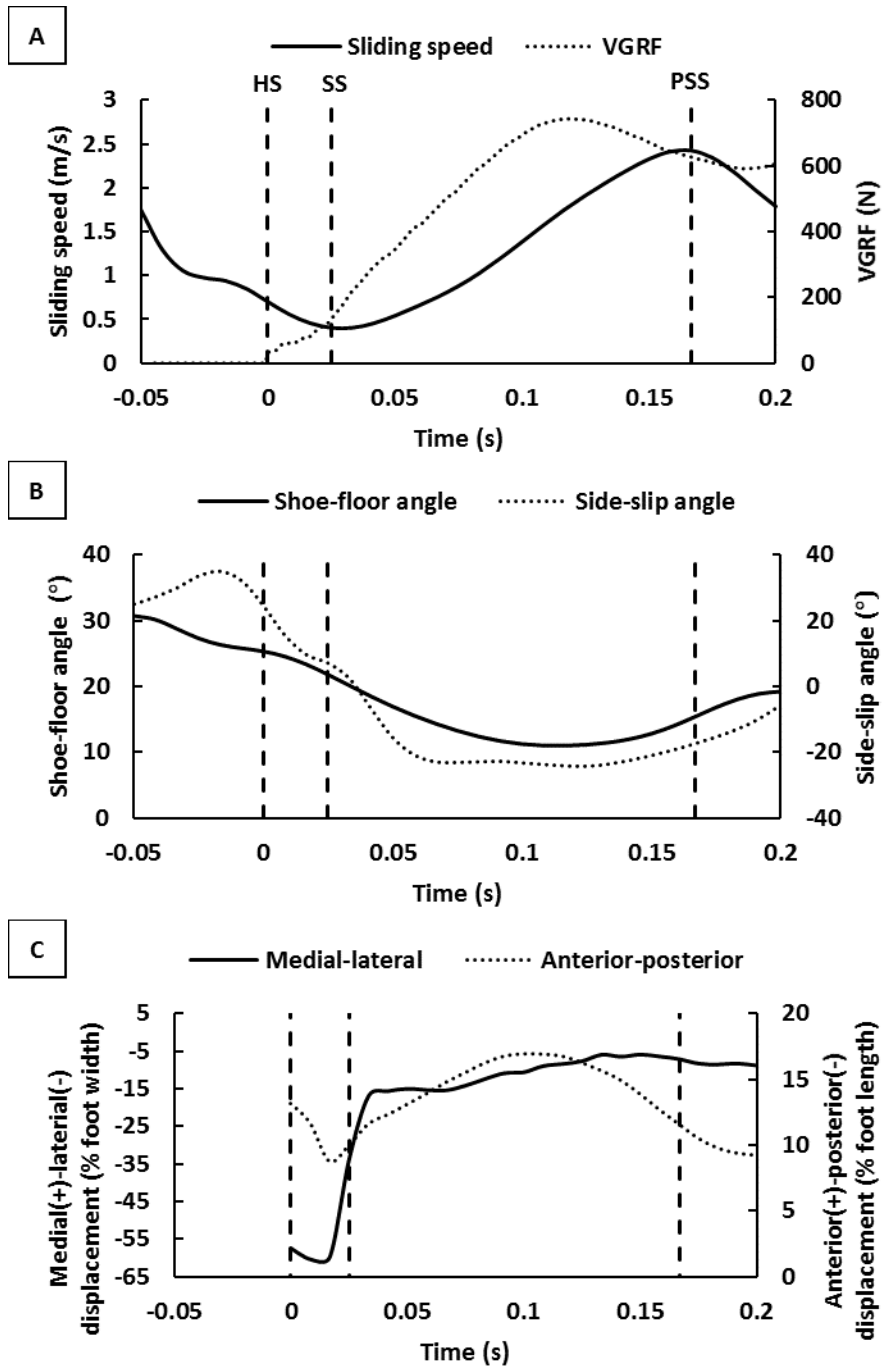 A
Sliding speed VGRF
HS SS PSS
Sliding speed (m/s)
3
2.5
2
1.5
1
0.5
0
800
600
400
200
0
VGRF (N)
-0.05 0 0.05 0.1 0.15 0.2
Time (s)
B
Shoe-floor angle Side-slip angle
Shoe-floor angle (°)
40
30
20
10
0
40
20
0
-20
-40
Side-slip angle (°)
-0.05 0 0.05 0.1 0.15 0.2
Time (s)
C
Medial-lateral Anterior-posterior
Medial(+)-laterial(-)
displacement (% foot width)
5
-5
-15
-25
-35
-45
-55
-65
20
15
10
5
0
Anterior(+)-posterior(-)
displacement (% foot length)
-0.05 0 0.05 0.1 0.15 0.2
Time (s)